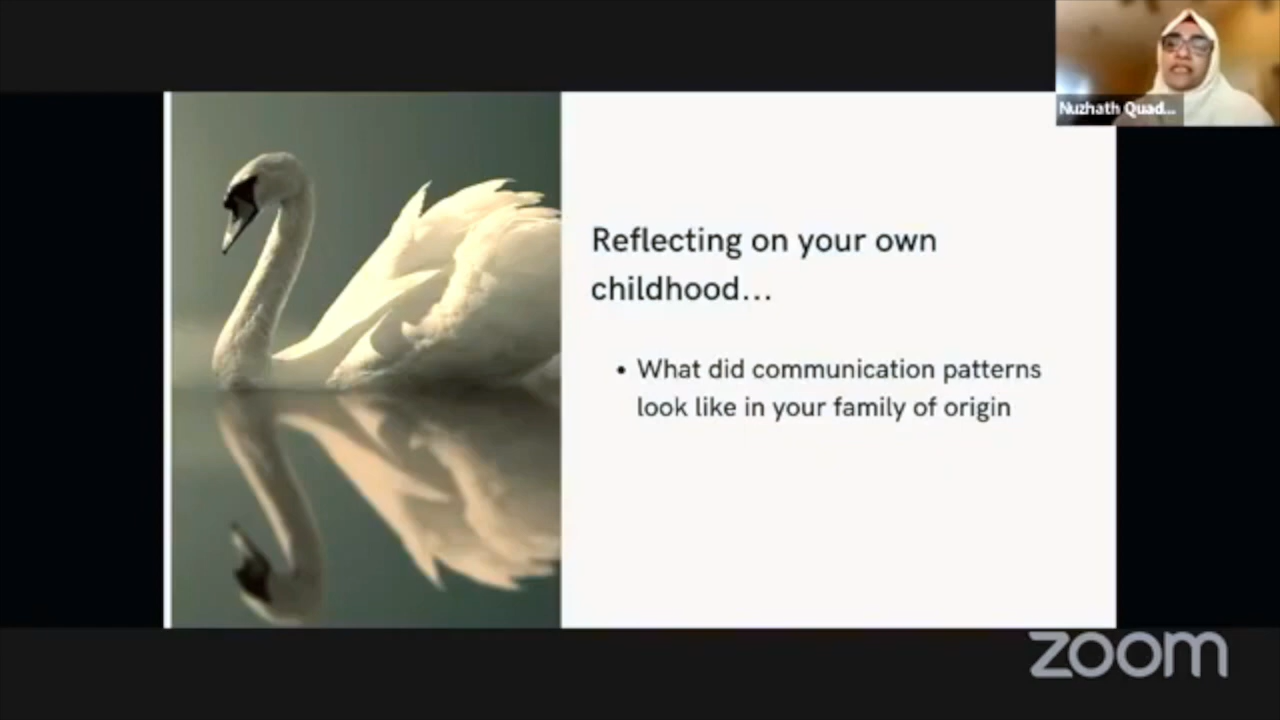 Nuzhath Quad...
Reflecting on your own
childhood...
• What did communication patterns
look like in your family of origin
zoom